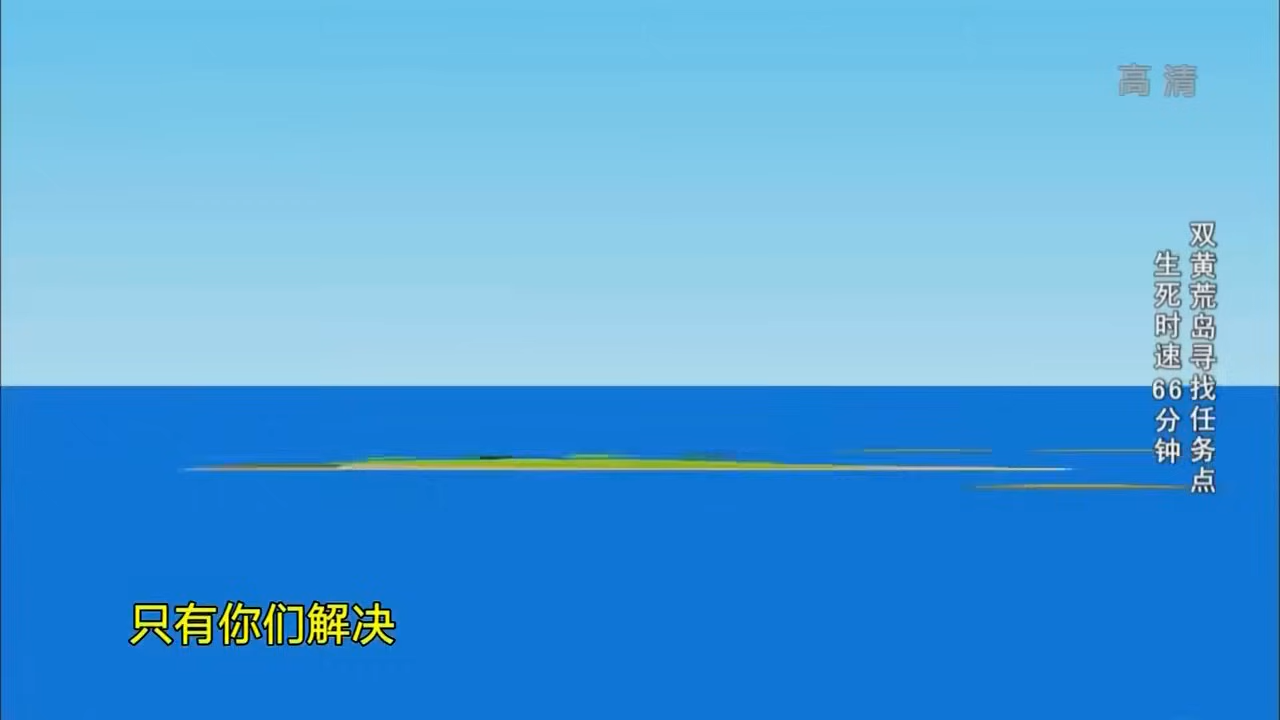 高清
双黄荒岛寻找任务点
生死时速66分钟
只有你们解决